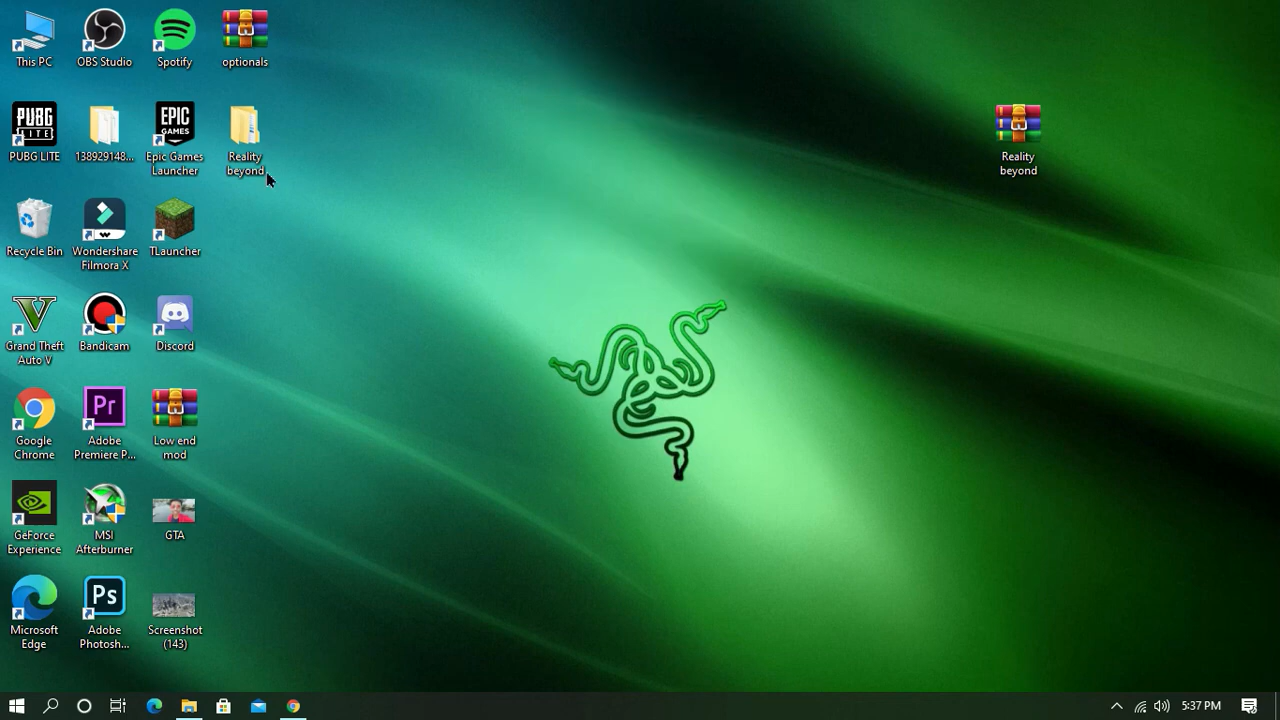 This PC
OBS Studio
Spotify
optionals
PUBG LITE
PUBG LITE
138929148...
EPIC GAMES
Epic Games Launcher
Reality beyond
Reality beyond
Recycle Bin
Wondershare Filmora X
TLauncher
Grand Theft Auto V
Bandicam
Discord
Google Chrome
Pr
Adobe Premiere P...
Low end mod
GeForce Experience
MSI Afterburner
GTA
Microsoft Edge
Ps
Adobe Photosh...
Screenshot (143)
5:37 PM